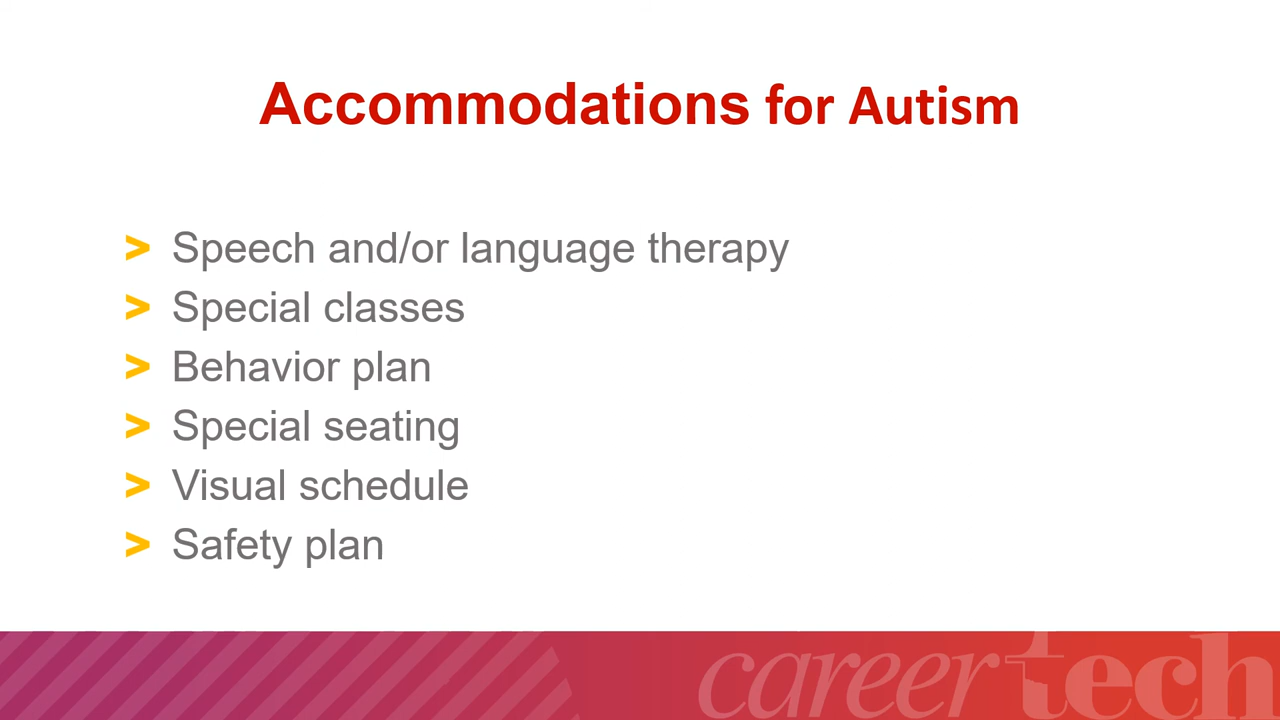 Accommodations for Autism
> Speech and/or language therapy
> Special classes
> Behavior plan
> Special seating
> Visual schedule
> Safety plan
careertech